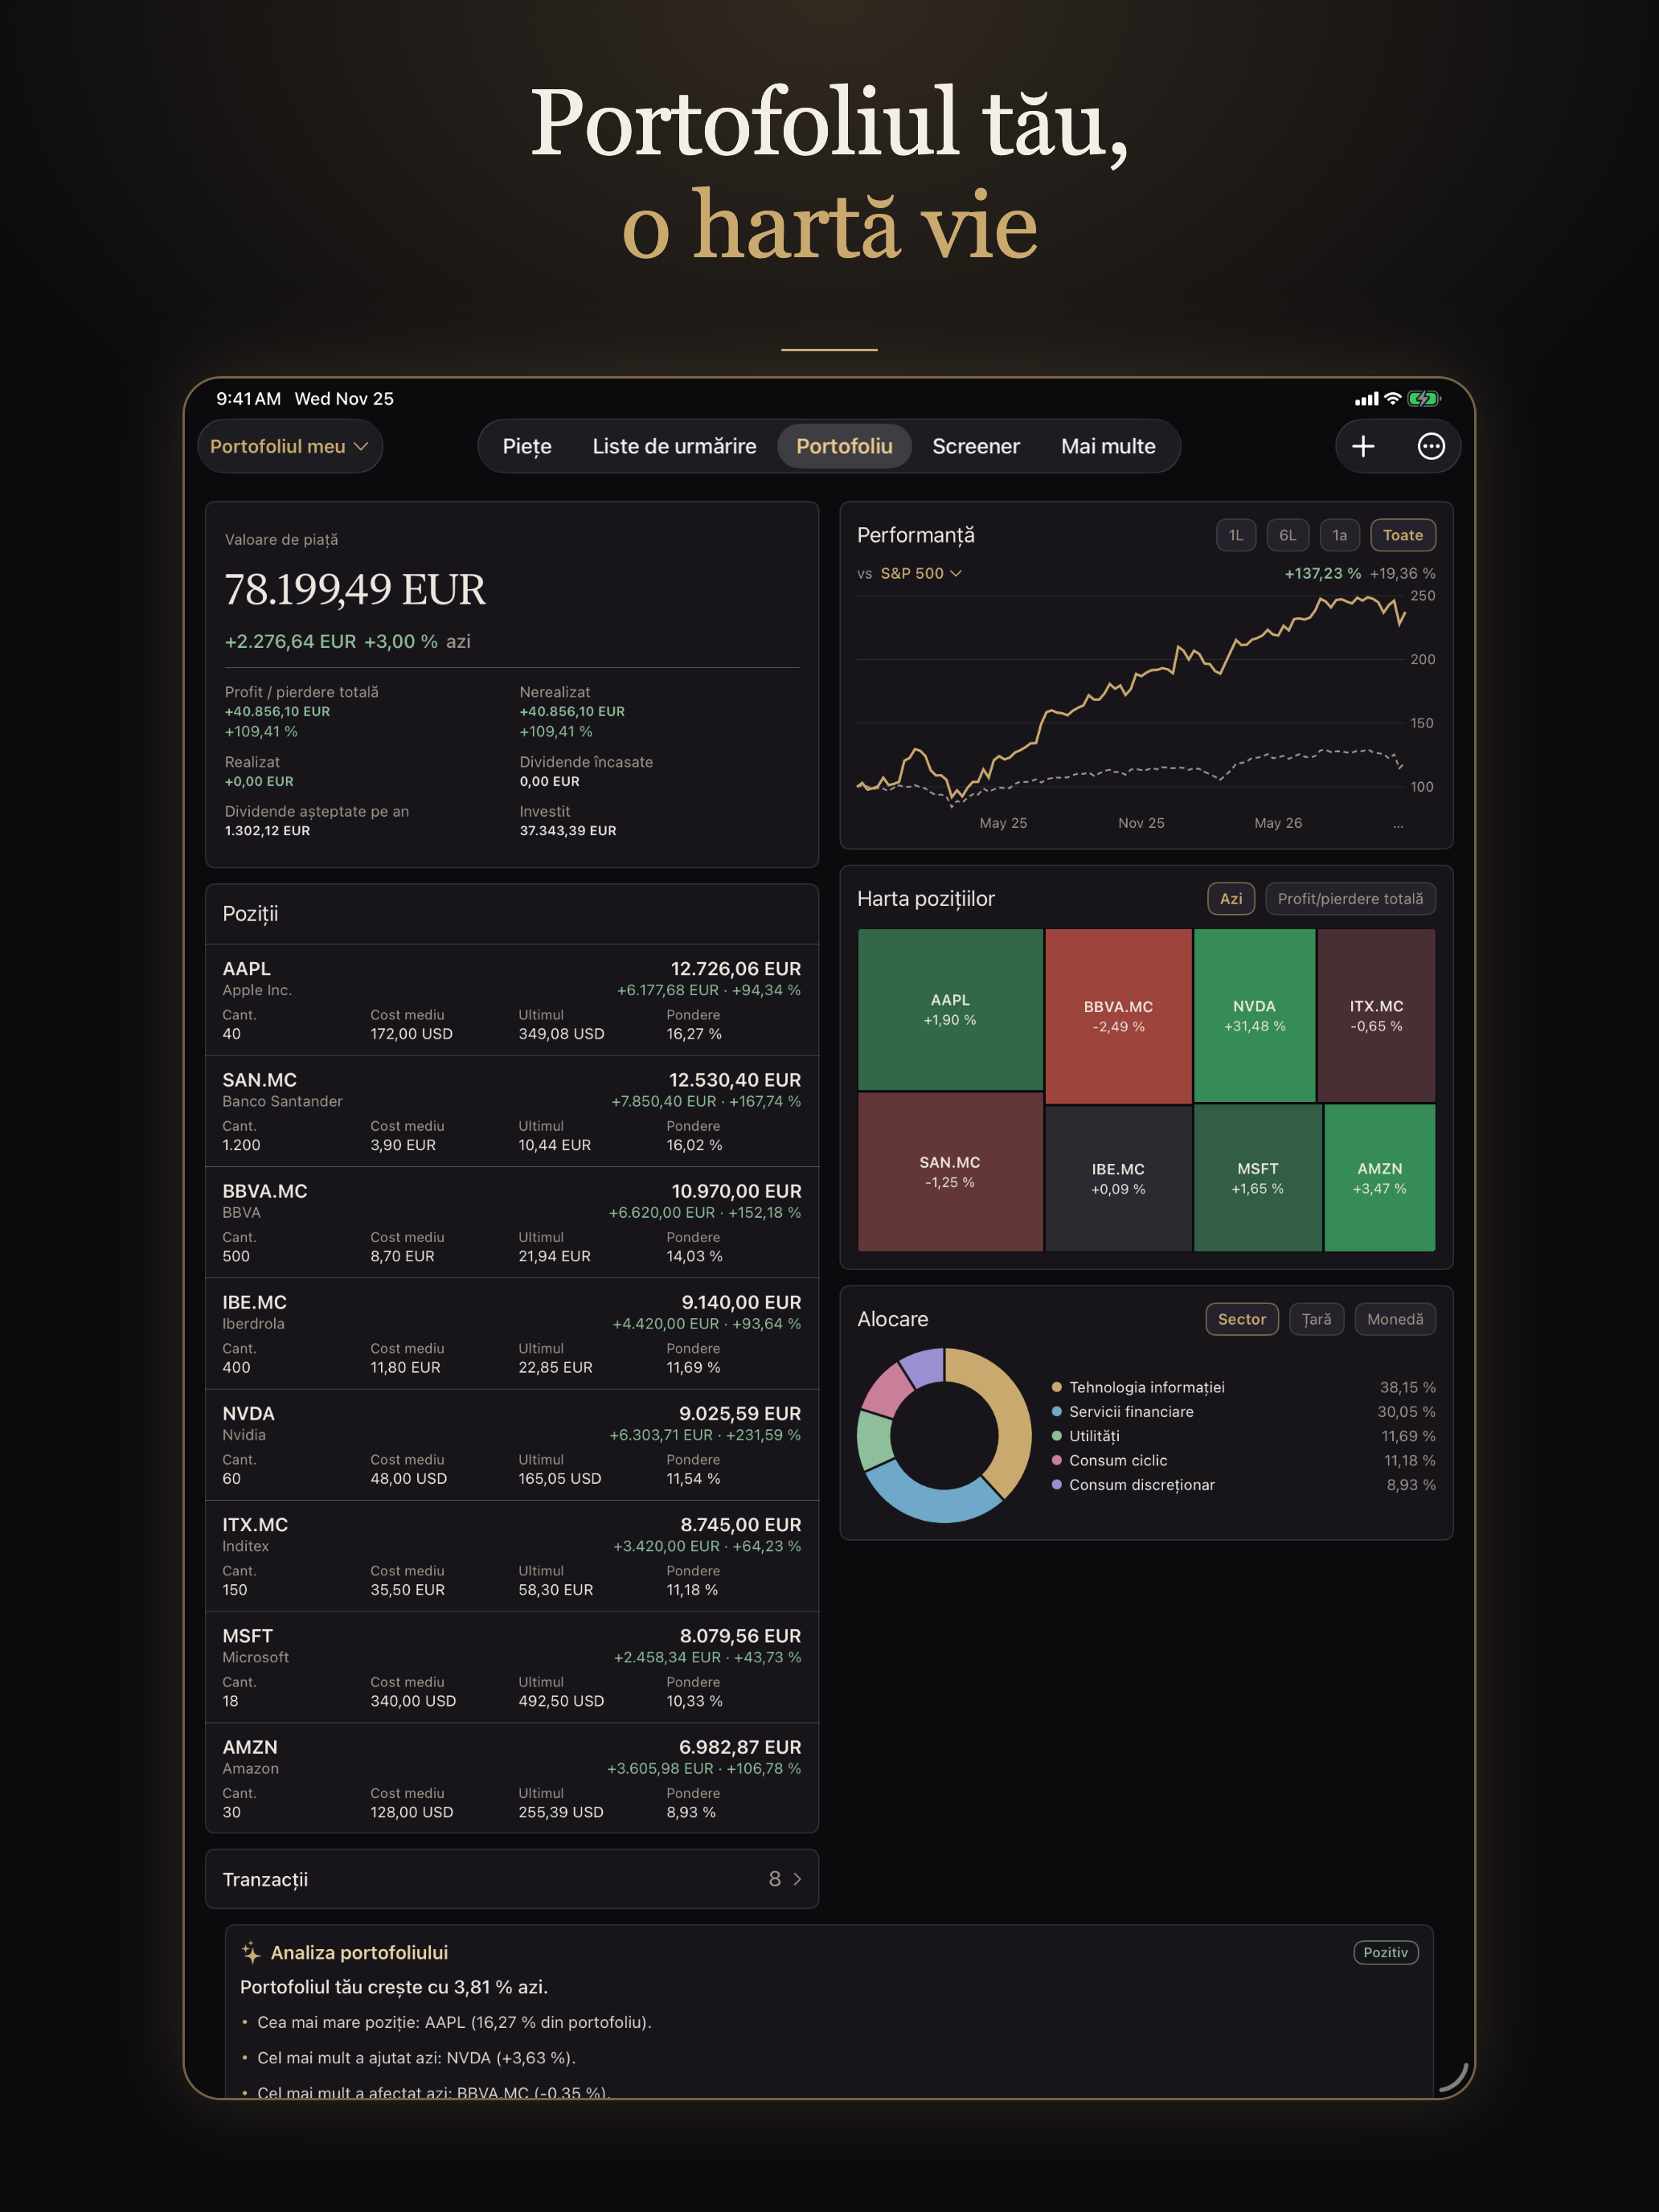 Portofoliul tău,
o hartă vie
9:41 AM Wed Nov 25
Portofoliul meu
Piețe Liste de urmărire Portofoliu Screener Mai multe
Valoare de piață
78.199,49 EUR
+2.276,64 EUR +3,00 % azi
Profit / pierdere totală Nerealizat
+40.856,10 EUR +40.856,10 EUR
+109,41 % +109,41 %
Realizat Dividende încasate
+0,00 EUR 0,00 EUR
Dividende așteptate pe an Investit
1.302,12 EUR 37.343,39 EUR
Poziții
AAPL 12.726,06 EUR
Apple Inc. +6.177,68 EUR · +94,34 %
Cant. Cost mediu Ultimul Pondere
40 172,00 USD 349,08 USD 16,27 %
SAN.MC 12.530,40 EUR
Banco Santander +7.850,40 EUR · +167,74 %
Cant. Cost mediu Ultimul Pondere
1.200 3,90 EUR 10,44 EUR 16,02 %
BBVA.MC 10.970,00 EUR
BBVA +6.620,00 EUR · +152,18 %
Cant. Cost mediu Ultimul Pondere
500 8,70 EUR 21,94 EUR 14,03 %
IBE.MC 9.140,00 EUR
Iberdrola +4.420,00 EUR · +93,64 %
Cant. Cost mediu Ultimul Pondere
400 11,80 EUR 22,85 EUR 11,69 %
NVDA 9.025,59 EUR
Nvidia +6.303,71 EUR · +231,59 %
Cant. Cost mediu Ultimul Pondere
60 48,00 USD 165,05 USD 11,54 %
ITX.MC 8.745,00 EUR
Inditex +3.420,00 EUR · +64,23 %
Cant. Cost mediu Ultimul Pondere
150 35,50 EUR 58,30 EUR 11,18 %
MSFT 8.079,56 EUR
Microsoft +2.458,34 EUR · +43,73 %
Cant. Cost mediu Ultimul Pondere
18 340,00 USD 492,50 USD 10,33 %
AMZN 6.982,87 EUR
Amazon +3.605,98 EUR · +106,78 %
Cant. Cost mediu Ultimul Pondere
30 128,00 USD 255,39 USD 8,93 %
Tranzacții 8
Performanță 1L 6L 1a Toate
vs S&P 500 +137,23 % +19,36 %
250
200
150
100
May 25 Nov 25 May 26 ...
Harta pozițiilor Azi Profit/pierdere totală
AAPL
+1,90 %
BBVA.MC
-2,49 %
NVDA
+31,48 %
ITX.MC
-0,65 %
SAN.MC
-1,25 %
IBE.MC
+0,09 %
MSFT
+1,65 %
AMZN
+3,47 %
Alocare Sector Țară Monedă
Tehnologia informației 38,15 %
Servicii financiare 30,05 %
Utilități 11,69 %
Consum ciclic 11,18 %
Consum discreționar 8,93 %
Analiza portofoliului Pozitiv
Portofoliul tău crește cu 3,81 % azi.
• Cea mai mare poziție: AAPL (16,27 % din portofoliu).
• Cel mai mult a ajutat azi: NVDA (+3,63 %).
• Cel mai mult a afectat azi: BBVA.MC (-0,35 %).